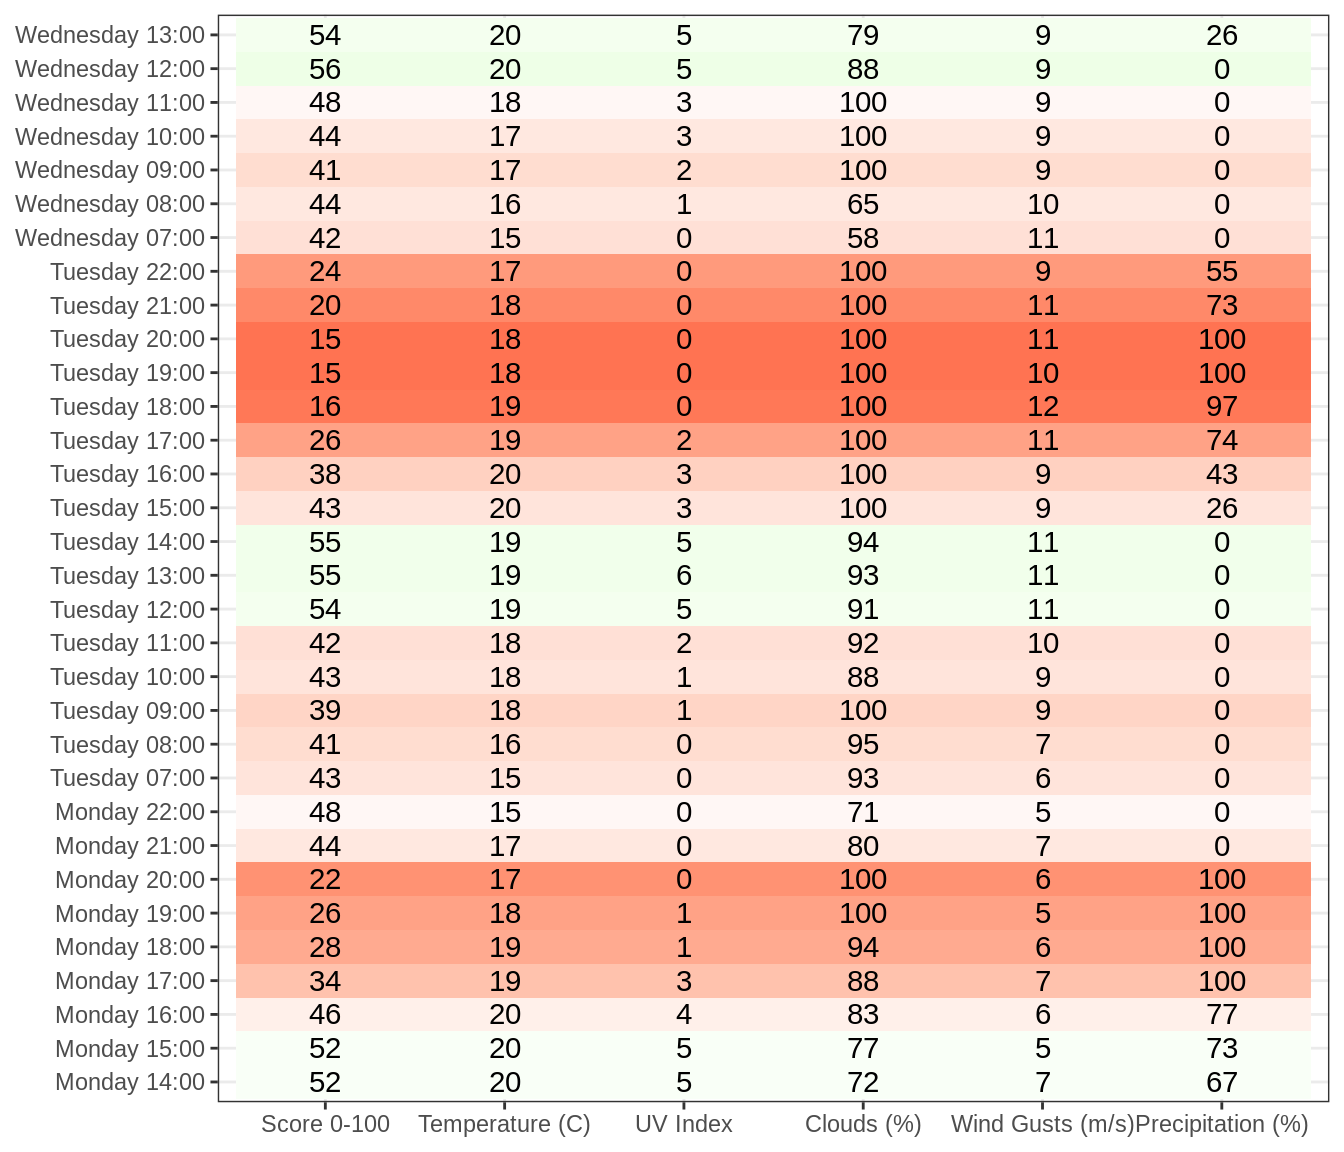 Wednesday 13:00 54 20 5 79 9 26
Wednesday 12:00 56 20 5 88 9 0
Wednesday 11:00 48 18 3 100 9 0
Wednesday 10:00 44 17 3 100 9 0
Wednesday 09:00 41 17 2 100 9 0
Wednesday 08:00 44 16 1 65 10 0
Wednesday 07:00 42 15 0 58 11 0
Tuesday 22:00 24 17 0 100 9 55
Tuesday 21:00 20 18 0 100 11 73
Tuesday 20:00 15 18 0 100 11 100
Tuesday 19:00 15 18 0 100 10 100
Tuesday 18:00 16 19 0 100 12 97
Tuesday 17:00 26 19 2 100 11 74
Tuesday 16:00 38 20 3 100 9 43
Tuesday 15:00 43 20 3 100 9 26
Tuesday 14:00 55 19 5 94 11 0
Tuesday 13:00 55 19 6 93 11 0
Tuesday 12:00 54 19 5 91 11 0
Tuesday 11:00 42 18 2 92 10 0
Tuesday 10:00 43 18 1 88 9 0
Tuesday 09:00 39 18 1 100 9 0
Tuesday 08:00 41 16 0 95 7 0
Tuesday 07:00 43 15 0 93 6 0
Monday 22:00 48 15 0 71 5 0
Monday 21:00 44 17 0 80 7 0
Monday 20:00 22 17 0 100 6 100
Monday 19:00 26 18 1 100 5 100
Monday 18:00 28 19 1 94 6 100
Monday 17:00 34 19 3 88 7 100
Monday 16:00 46 20 4 83 6 77
Monday 15:00 52 20 5 77 5 73
Monday 14:00 52 20 5 72 7 67
Score 0-100 Temperature (C) UV Index Clouds (%) Wind Gusts (m/s) Precipitation (%)